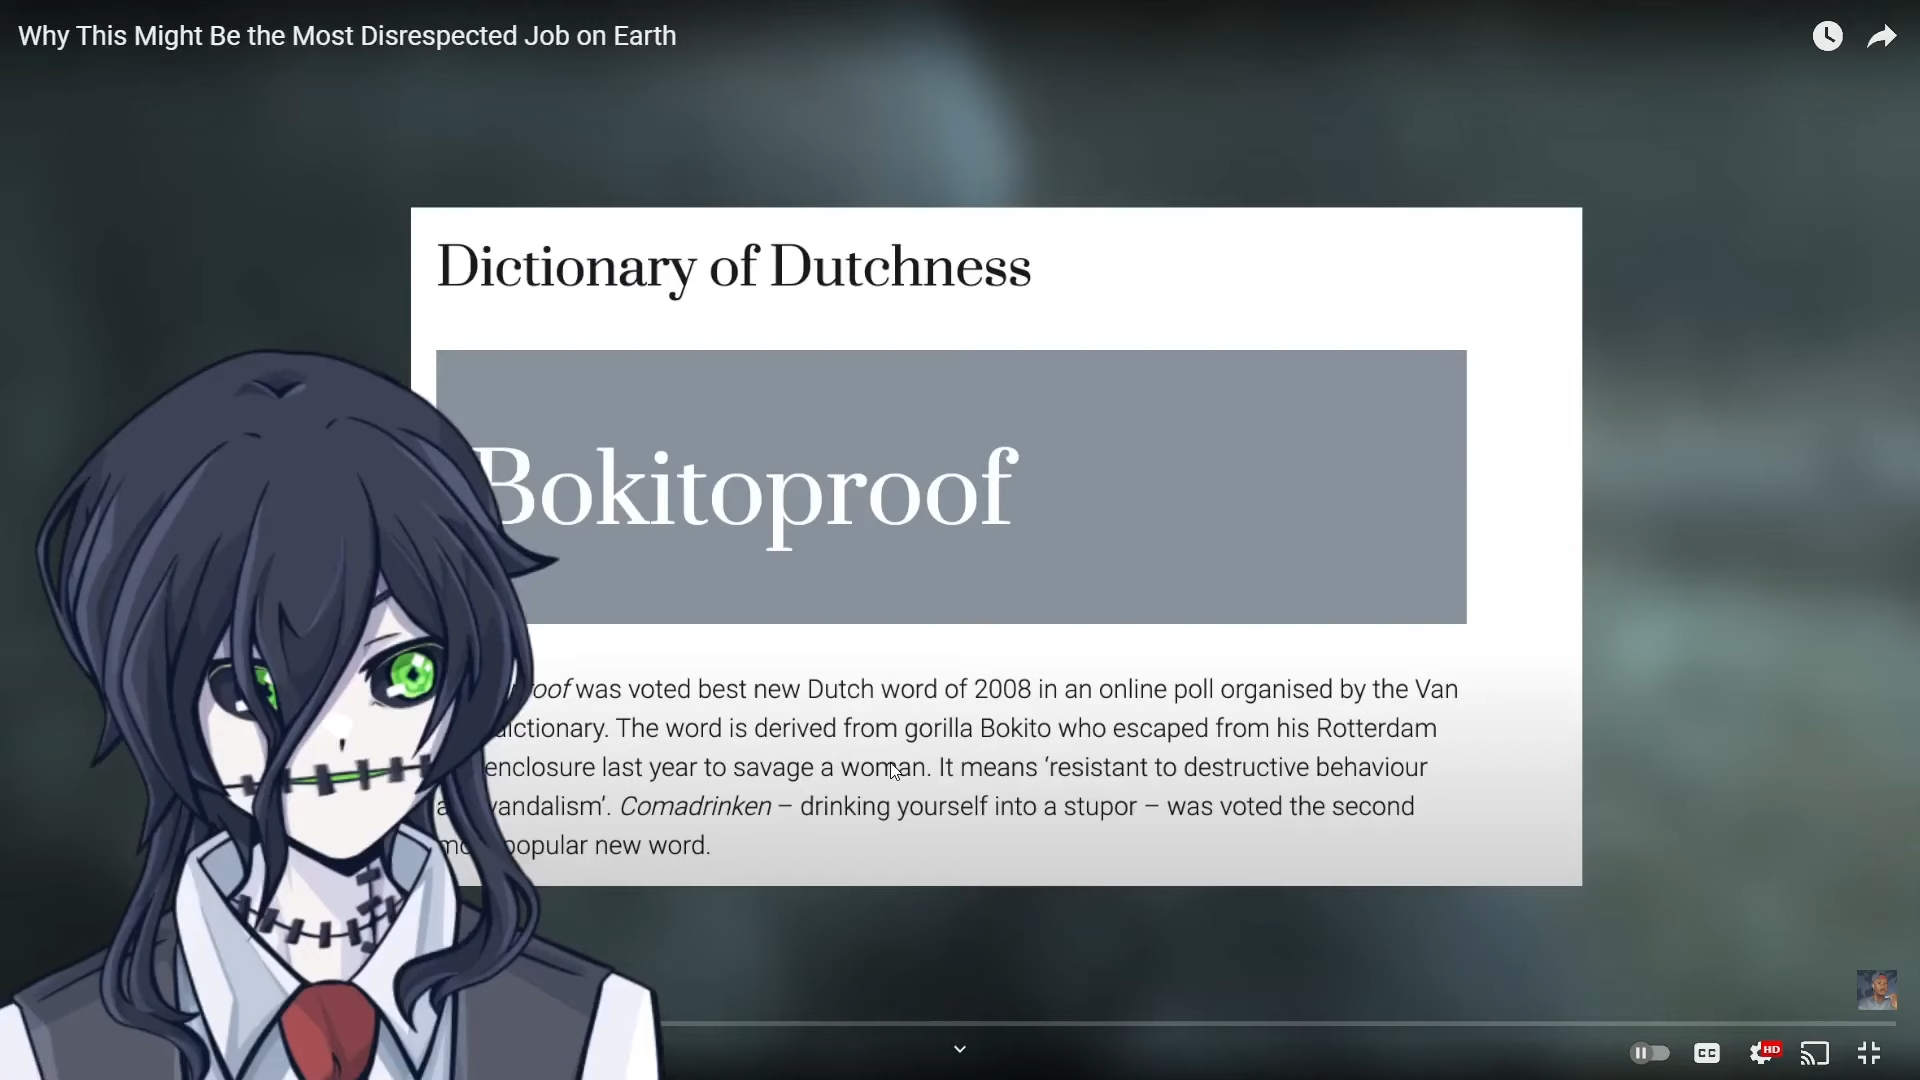 Why This Might Be the Most Disrespected Job on Earth
Dictionary of Dutchness
Bokitoproof
was voted best new Dutch word of 2008 in an online poll organised by the Van
dictionary. The word is derived from gorilla Bokito who escaped from his Rotterdam
enclosure last year to savage a woman. It means ‘resistant to destructive behaviour
vandalism’. Comadrinken – drinking yourself into a stupor – was voted the second
popular new word.
CC
HD